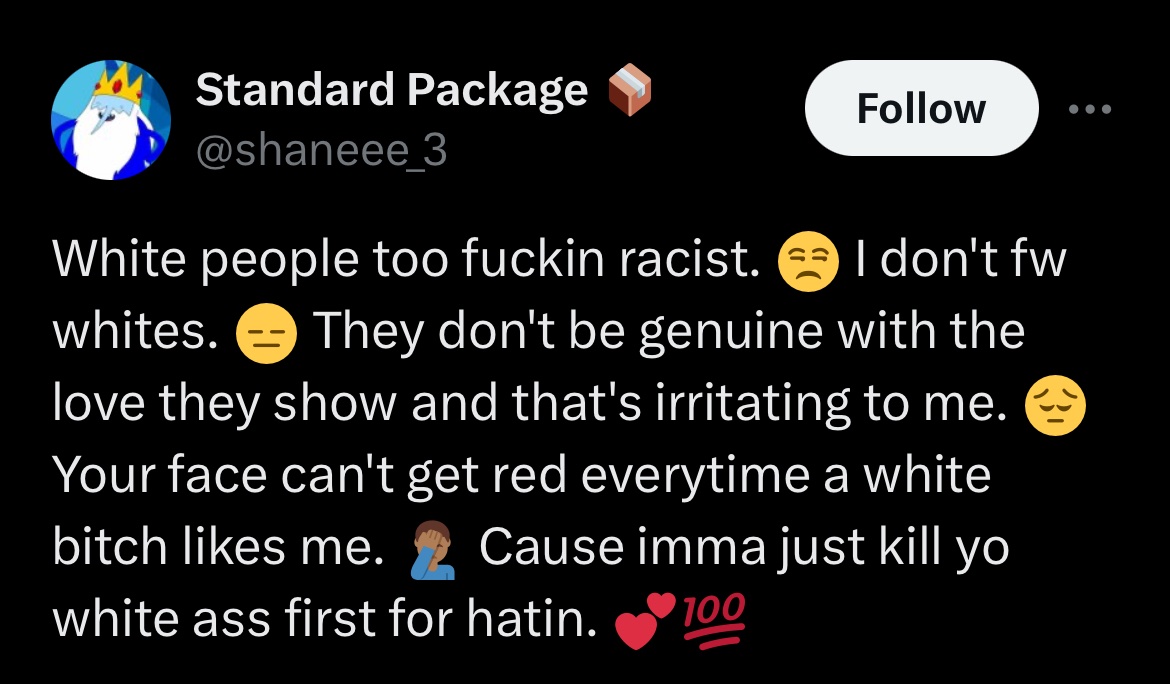 Standard Package 📦
@shaneee_3
Follow
White people too fuckin racist. 😒 I don't fw
whites. 😑 They don't be genuine with the
love they show and that's irritating to me. 😔
Your face can't get red everytime a white
bitch likes me. 🤦🏾‍♂️ Cause imma just kill yo
white ass first for hatin. 💕💯